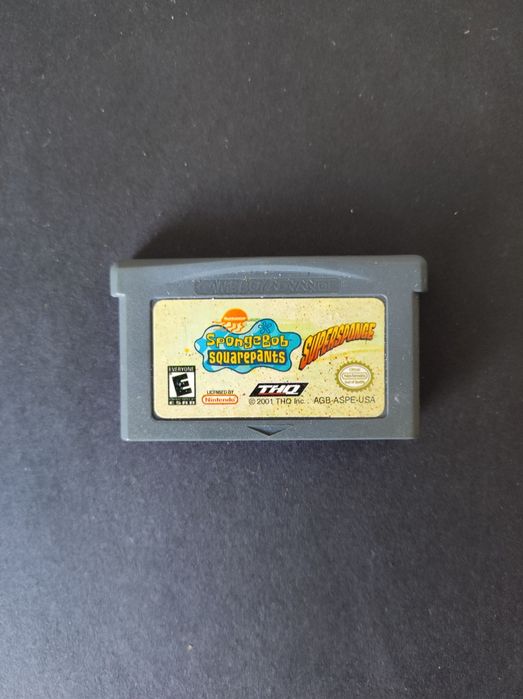 GAME BOY ADVANCE
Nickelodeon
SpongeBob
SquarePants
SUPERSPONGE
EVERYONE
E
ESRB
LICENSED BY
Nintendo
THQ
© 2001 THQ Inc.
AGB-ASPE-USA